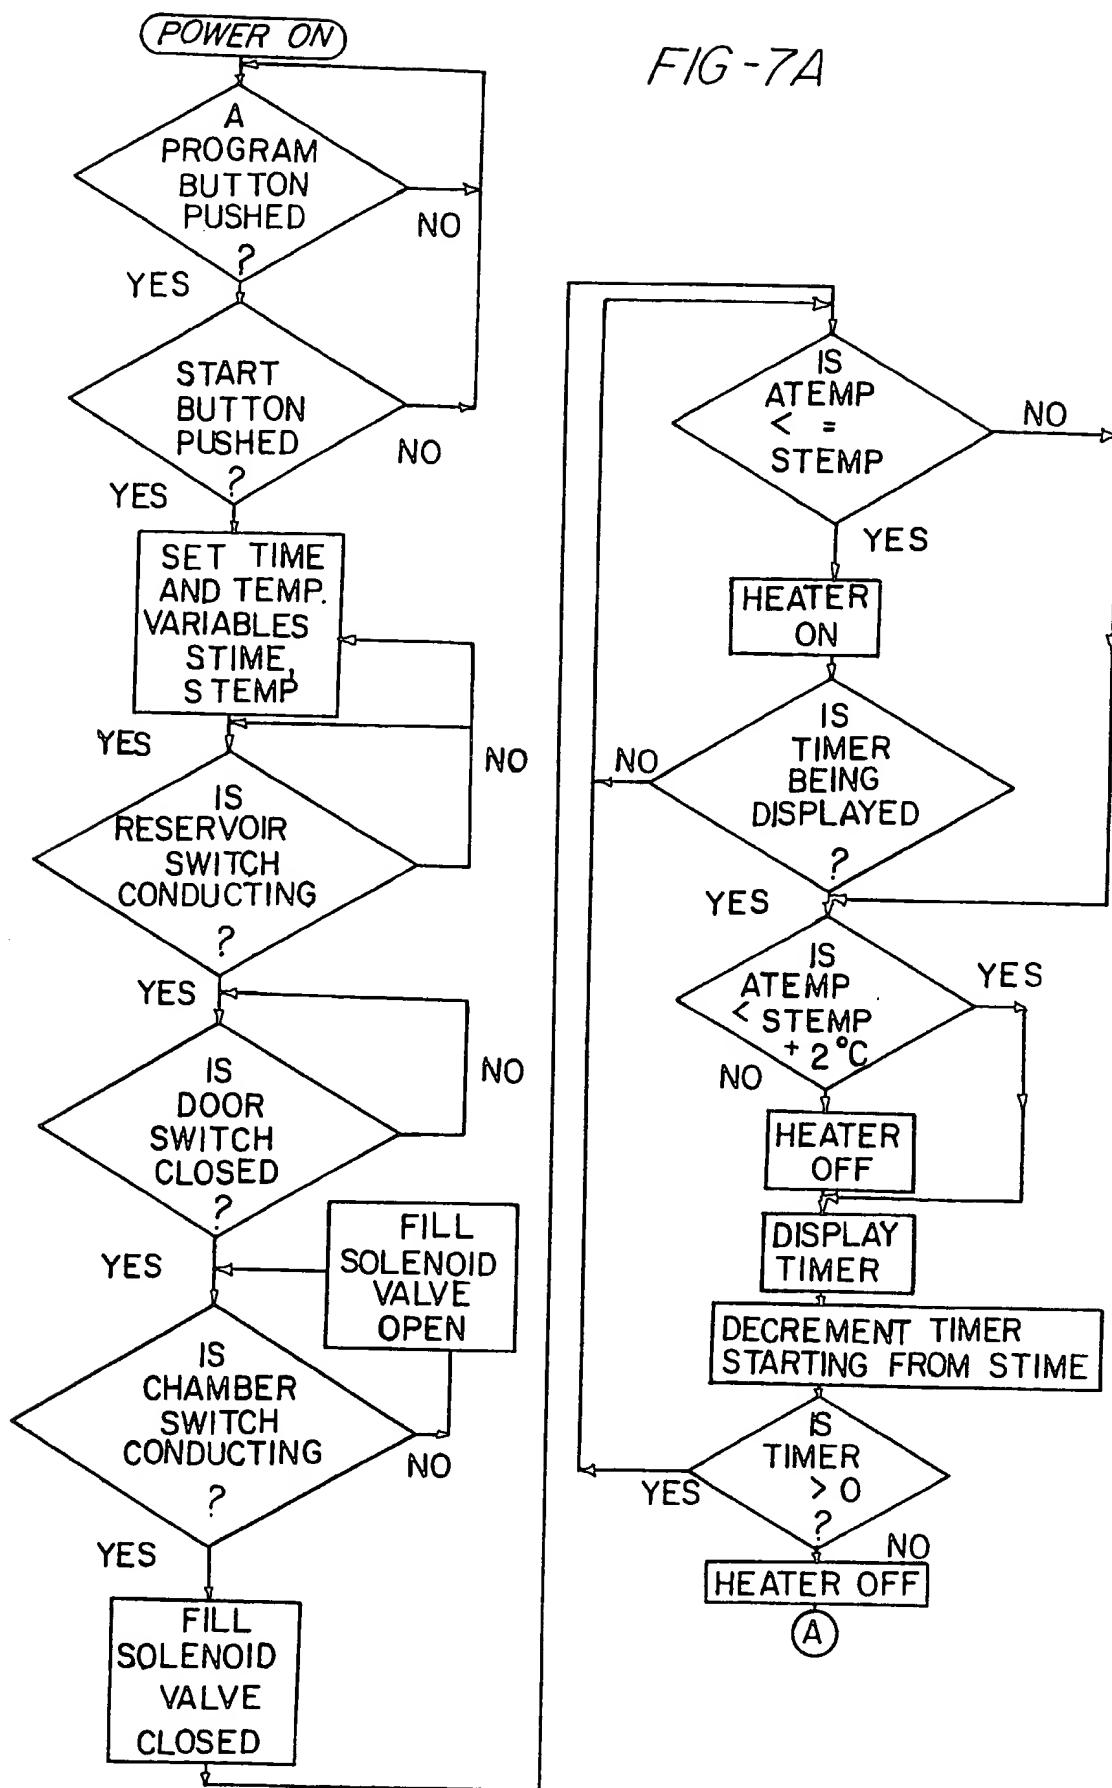 POWER ON
FIG-7A
A
PROGRAM
BUTTON
PUSHED
?
NO
YES
START
BUTTON
PUSHED
?
NO
YES
SET TIME
AND TEMP.
VARIABLES
STIME,
STEMP
YES
NO
IS
RESERVOIR
SWITCH
CONDUCTING
?
YES
IS
DOOR
SWITCH
CLOSED
?
NO
YES
FILL
SOLENOID
VALVE
OPEN
IS
CHAMBER
SWITCH
CONDUCTING
?
NO
YES
FILL
SOLENOID
VALVE
CLOSED
IS
ATEMP
< =
STEMP
NO
YES
HEATER
ON
IS
TIMER
BEING
DISPLAYED
?
NO
YES
IS
ATEMP
< STEMP
+ 2°C
YES
NO
HEATER
OFF
DISPLAY
TIMER
DECREMENT TIMER
STARTING FROM STIME
IS
TIMER
> 0
?
YES
NO
HEATER OFF
A